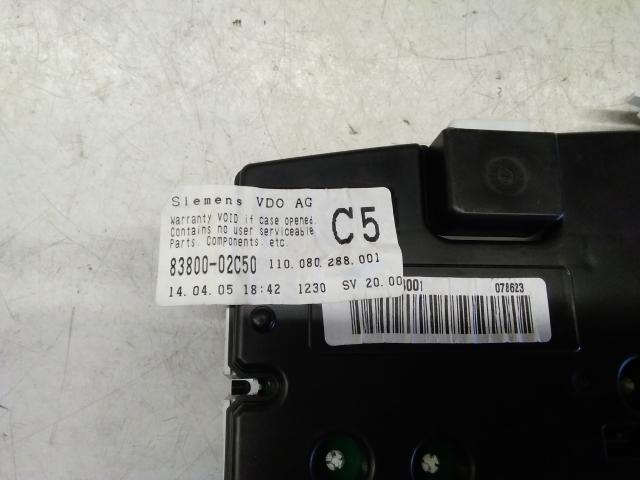 Siemens VDO AG
Warranty VOID if case opened.
Contains no user serviceable
Parts. Components. etc.
C5
83800-02C50 110.080.288.001
14.04.05 18:42 1230 SV 20.00
0001 078623